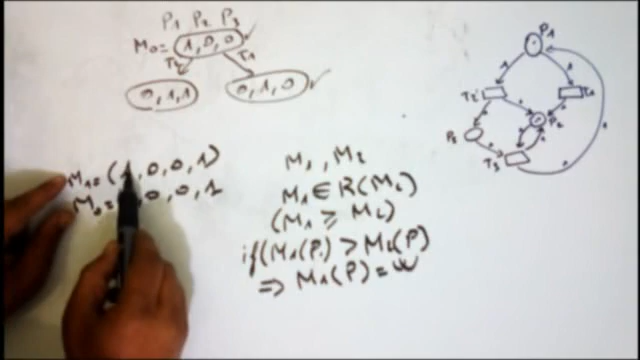 P1 P2 P3
M0= 1,0,0
T2 T1
0,1,1
0,1,0
P1
T2 T1
P2
P3
T3
M1= (1,0,0,1)
0,0,1
M1, M2
M1 ∈ R(M2)
(M1 ⩾ M2)
if (M1(P) > M2(P)
⇒ M1(P) = w